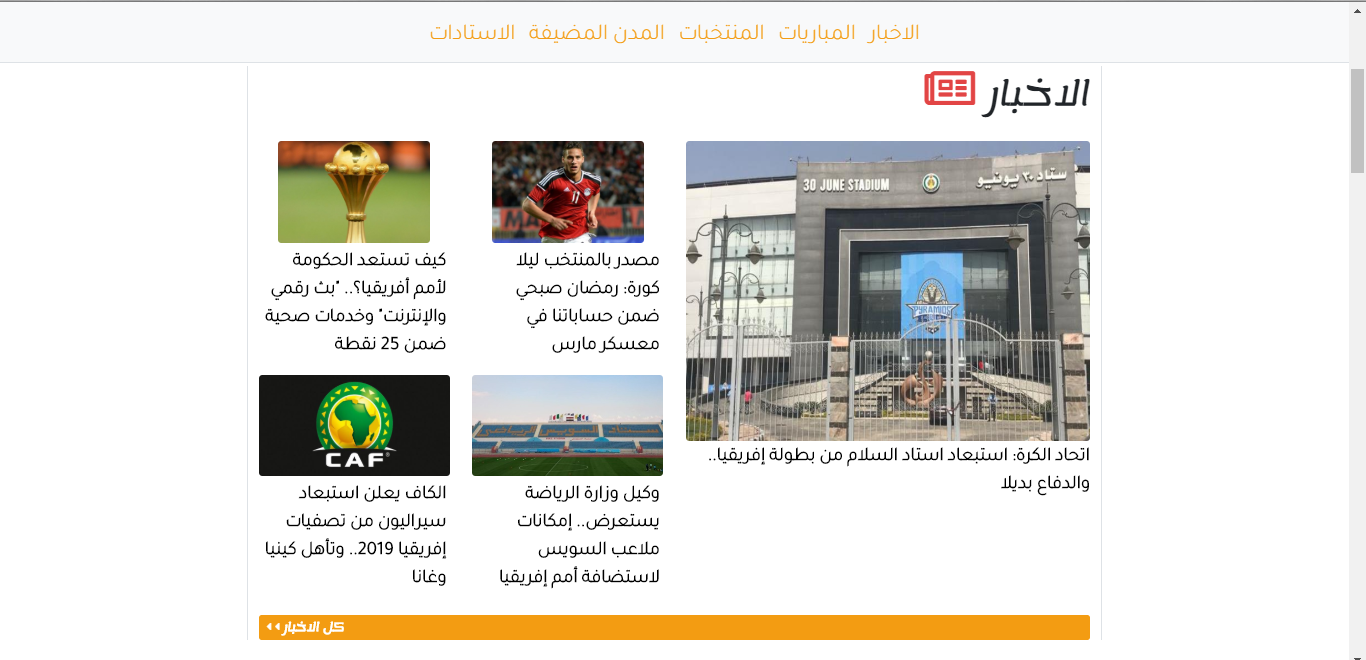 الاخبار المباريات المنتخبات المدن المضيفة الاستادات
الاخبار
30 JUNE STADIUM
ستاد ٣٠ يونيو
PYRAMIDS
اتحاد الكرة: استبعاد استاد السلام من بطولة إفريقيا..
والدفاع بديلا
11
مصدر بالمنتخب ليلا
كورة: رمضان صبحي
ضمن حساباتنا في
معسكر مارس
كيف تستعد الحكومة
لأمم أفريقيا؟.. "بث رقمي
والإنترنت" وخدمات صحية
ضمن 25 نقطة
وكيل وزارة الرياضة
يستعرض.. إمكانات
ملاعب السويس
لاستضافة أمم إفريقيا
CAF
الكاف يعلن استبعاد
سيراليون من تصفيات
إفريقيا 2019.. وتأهل كينيا
وغانا
كل الاخبار